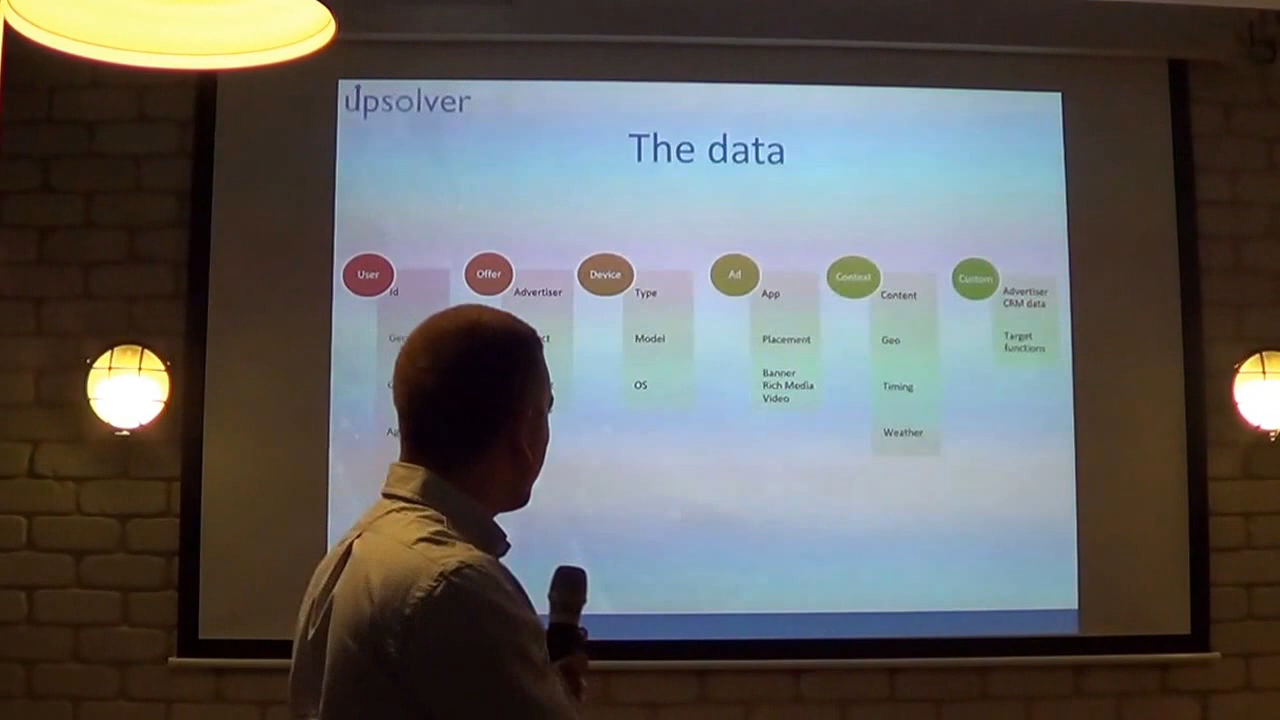 upsolver
The data
User
Id
Offer
Advertiser
Device
Type
Model
OS
Ad
App
Placement
Banner
Rich Media
Video
Context
Content
Geo
Timing
Weather
Custom
Advertiser
CRM data
Target
functions